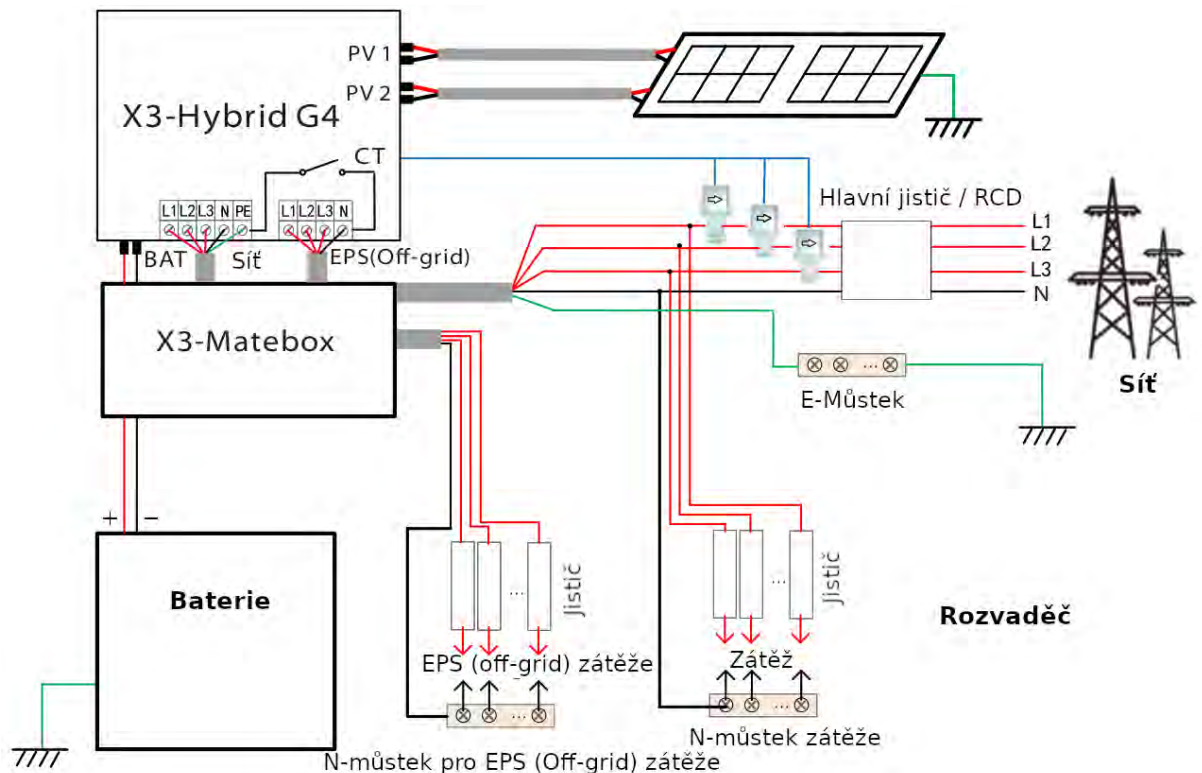 PV 1
PV 2
X3-Hybrid G4
CT
L1 L2 L3 N PE
L1 L2 L3 N
BAT
Síť
EPS(Off-grid)
Hlavní jistič / RCD
L1
L2
L3
N
X3-Matebox
E-Můstek
Síť
+ −
Baterie
...
Jistič
...
Jistič
Rozvaděč
EPS (off-grid) zátěže
Zátěž
N-můstek zátěže
N-můstek pro EPS (Off-grid) zátěže